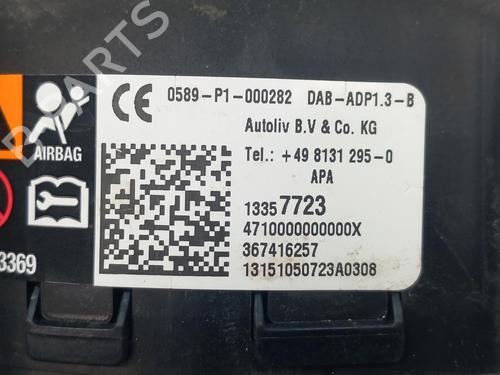 CE 0589-P1-000282 DAB-ADP1.3-B
Autoliv B.V & Co. KG
Tel.: +49 8131 295-0
APA
AIRBAG
13357723
4710000000000X
367416257
13151050723A0308
3369